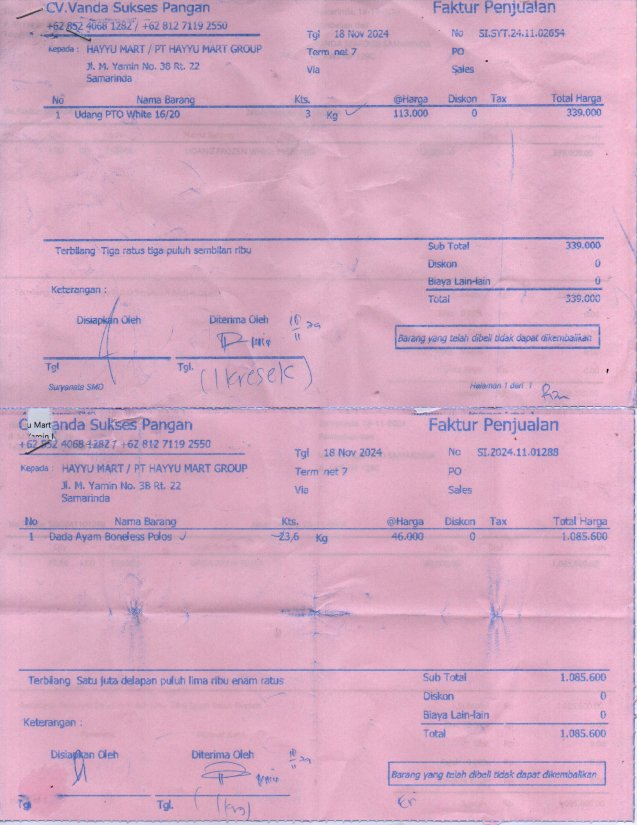 CV.Vanda Sukses Pangan
Faktur Penjualan
+62 852 4068 1282 / +62 812 7119 2550
Kepada : HAYYU MART / PT HAYYU MART GROUP
Jl. M. Yamin No. 38 Rt. 22
Samarinda
Tgl 18 Nov 2024 No SI.SYT.24.11.02654
Term net 7 PO
Via Sales
No Nama Barang Kts. @Harga Diskon Tax Total Harga
1 Udang PTO White 16/20 3 Kg 113.000 0 339.000
Terbilang Tiga ratus tiga puluh sembilan ribu
Sub Total 339.000
Diskon 0
Biaya Lain-lain 0
Total 339.000
Keterangan :
Disiapkan Oleh Diterima Oleh
Barang yang telah dibeli tidak dapat dikembalikan
Tgl Tgl. (1 kresek)
Suryanata SMD
Halaman 1 dari 1
u Mart
Vanda Sukses Pangan
Faktur Penjualan
+62 852 4068 1282 / +62 812 7119 2550
Kepada : HAYYU MART / PT HAYYU MART GROUP
Jl. M. Yamin No. 38 Rt. 22
Samarinda
Tgl 18 Nov 2024 No SI.2024.11.01288
Term net 7 PO
Via Sales
No Nama Barang Kts. @Harga Diskon Tax Total Harga
1 Dada Ayam Boneless Polos 23,6 Kg 46.000 0 1.085.600
Terbilang Satu juta delapan puluh lima ribu enam ratus
Sub Total 1.085.600
Diskon 0
Biaya Lain-lain 0
Total 1.085.600
Keterangan :
Disiapkan Oleh Diterima Oleh
Barang yang telah dibeli tidak dapat dikembalikan
Tgl Tgl.